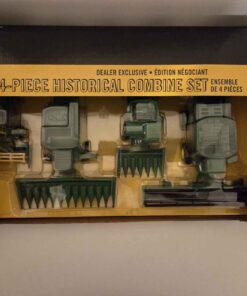 DEALER EXCLUSIVE • ÉDITION NÉGOCIANT
4-PIECE HISTORICAL COMBINE SET
ENSEMBLE
DE 4 PIÈCES